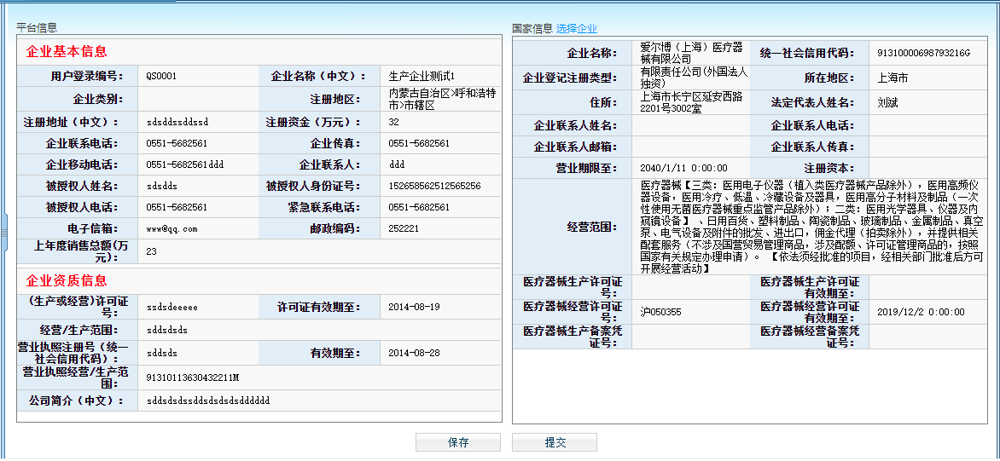 平台信息
企业基本信息
用户登录编号： QS0001 企业名称（中文）： 生产企业测试1
企业类别： 注册地区： 内蒙古自治区>呼和浩特
市>市辖区
注册地址（中文）： sdsddssddssd 注册资金（万元）： 32
企业联系电话： 0551-5682561 企业传真： 0551-5682561
企业移动电话： 0551-5682561ddd 企业联系人： ddd
被授权人姓名： sdsdds 被授权人身份证号： 152658562512565256
被授权人电话： 0551-5682561 紧急联系电话： 0551-5682561
电子信箱： www@qq.com 邮政编码： 252221
上年度销售总额(万
元)： 23
企业资质信息
(生产或经营)许可证
号： ssdsdeeeee 许可证有效期至： 2014-08-19
经营/生产范围： sddsdsds
营业执照注册号（统一
社会信用代码）： sddsds 有效期至： 2014-08-28
营业执照经营/生产范
围： 91310113630432211M
公司简介（中文）： sddsdsdssddsdsdsdsdddddd
国家信息 选择企业
企业名称： 爱尔博（上海）医疗器
械有限公司 统一社会信用代码： 91310000698793216G
企业登记注册类型： 有限责任公司(外国法人
独资) 所在地区： 上海市
住所： 上海市长宁区延安西路
2201号3002室 法定代表人姓名： 刘斌
企业联系人姓名： 企业联系人电话：
企业联系人邮箱： 企业联系人传真：
营业期限至： 2040/1/11 0:00:00 注册资本：
经营范围： 医疗器械【三类：医用电子仪器（植入类医疗器械产品除外），医用高频仪
器设备，医用冷疗、低温、冷藏设备及器具，医用高分子材料及制品（一次
性使用无菌医疗器械重点监管产品除外）；二类：医用光学器具、仪器及内
窥镜设备】 、日用百货、塑料制品、陶瓷制品、玻璃制品、金属制品、真空
泵、电气设备及附件的批发、进出口，佣金代理（拍卖除外），并提供相关
配套服务（不涉及国营贸易管理商品，涉及配额、许可证管理商品的，按照
国家有关规定办理申请）。 【依法须经批准的项目，经相关部门批准后方可
开展经营活动】
医疗器械生产许可证
号： 医疗器械生产许可证
有效期至：
医疗器械经营许可证
号： 沪050355 医疗器械经营许可证
有效期至： 2019/12/2 0:00:00
医疗器械生产备案凭
证号： 医疗器械经营备案凭
证号：
保存 提交